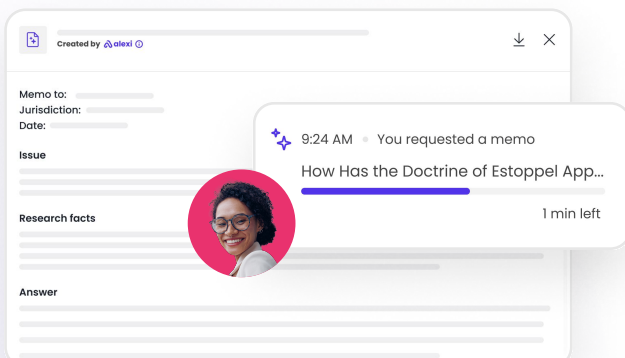 Created by alexi
Memo to:
Jurisdiction:
Date:
Issue
Research facts
Answer
9:24 AM • You requested a memo
How Has the Doctrine of Estoppel App...
1 min left